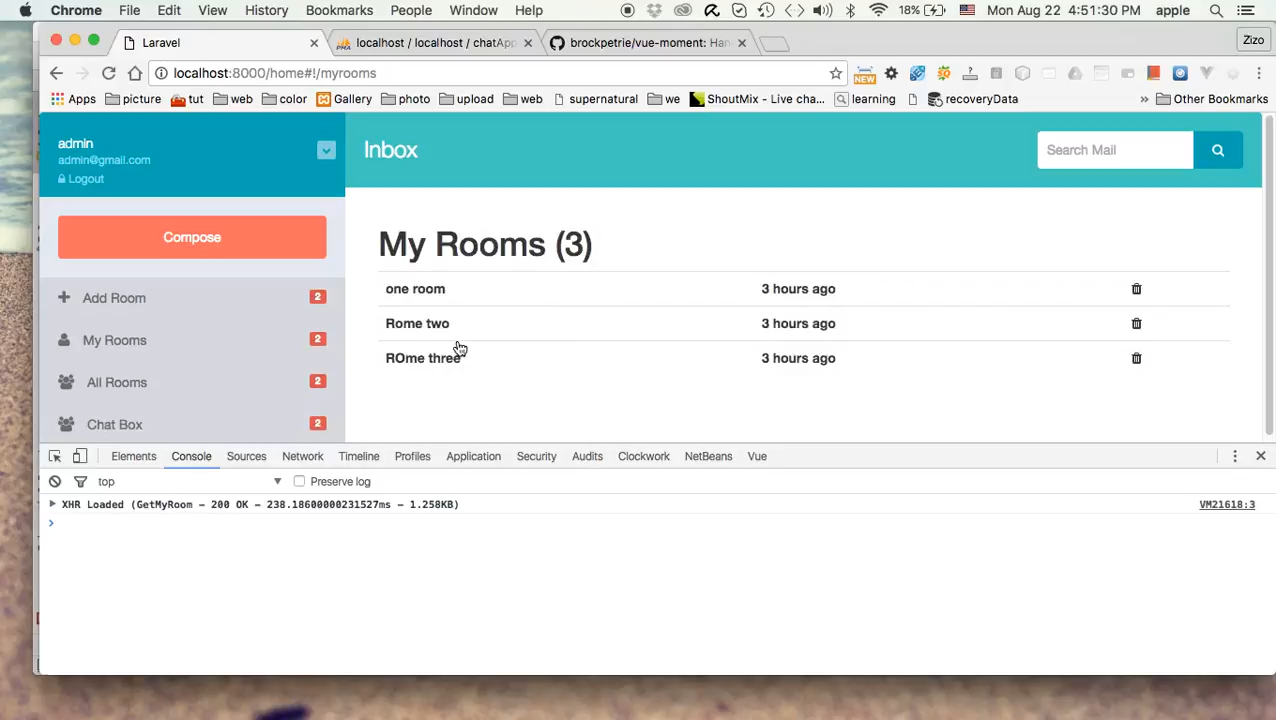 Chrome File Edit View History Bookmarks People Window Help 18% Mon Aug 22 4:51:30 PM apple
Laravel localhost / localhost / chatApp brockpetrie/vue-moment: Han Zizo
localhost:8000/home#!/myrooms NEW
Apps picture tut web color Gallery photo upload web supernatural we ShoutMix - Live cha... learning recoveryData » Other Bookmarks
admin
admin@gmail.com
Logout
Inbox
Search Mail
Compose
My Rooms (3)
one room 3 hours ago
Rome two 3 hours ago
ROme three 3 hours ago
Add Room 2
My Rooms 2
All Rooms 2
Chat Box 2
Elements Console Sources Network Timeline Profiles Application Security Audits Clockwork NetBeans Vue
top Preserve log
XHR Loaded (GetMyRoom – 200 OK – 238.18600000231527ms – 1.258KB) VM21618:3